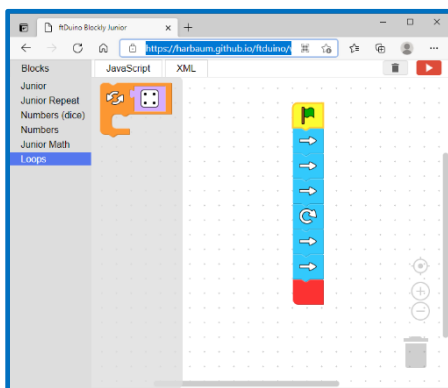 ftDuino Blockly Junior
https://harbaum.github.io/ftduino/
Blocks
JavaScript
XML
Junior
Junior Repeat
Numbers (dice)
Numbers
Junior Math
Loops